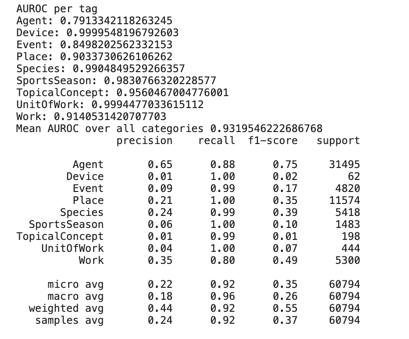 AUROC per tag
Agent: 0.7913342118263245
Device: 0.9999548196792603
Event: 0.8498202562332153
Place: 0.9033730626106262
Species: 0.9904849529266357
SportsSeason: 0.9830766320228577
TopicalConcept: 0.9560467004776001
UnitOfWork: 0.9994477033615112
Work: 0.9140531420707703
Mean AUROC over all categories 0.9319546222686768
precision recall f1-score support
Agent 0.65 0.88 0.75 31495
Device 0.01 1.00 0.02 62
Event 0.09 0.99 0.17 4820
Place 0.21 1.00 0.35 11574
Species 0.24 0.99 0.39 5418
SportsSeason 0.06 1.00 0.10 1483
TopicalConcept 0.01 0.99 0.01 198
UnitOfWork 0.04 1.00 0.07 444
Work 0.35 0.80 0.49 5300
micro avg 0.22 0.92 0.35 60794
macro avg 0.18 0.96 0.26 60794
weighted avg 0.44 0.92 0.55 60794
samples avg 0.24 0.92 0.37 60794